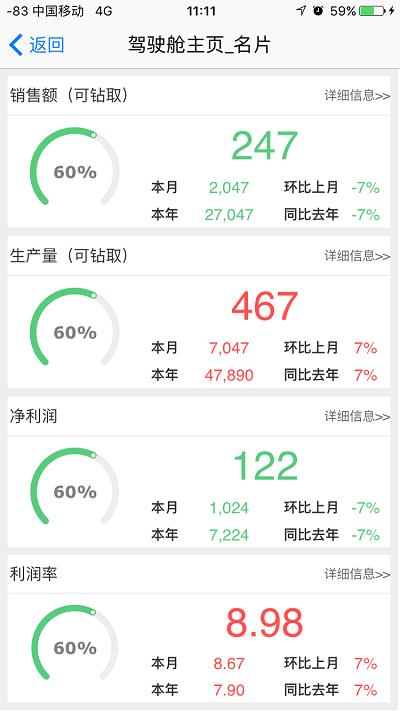 -83 中国移动 4G 11:11 59%
返回 驾驶舱主页_名片
销售额（可钻取） 详细信息>>
60%
247
本月 2,047 环比上月 -7%
本年 27,047 同比去年 -7%
生产量（可钻取） 详细信息>>
60%
467
本月 7,047 环比上月 7%
本年 47,890 同比去年 7%
净利润 详细信息>>
60%
122
本月 1,024 环比上月 -7%
本年 7,224 同比去年 -7%
利润率 详细信息>>
60%
8.98
本月 8.67 环比上月 7%
本年 7.90 同比去年 7%